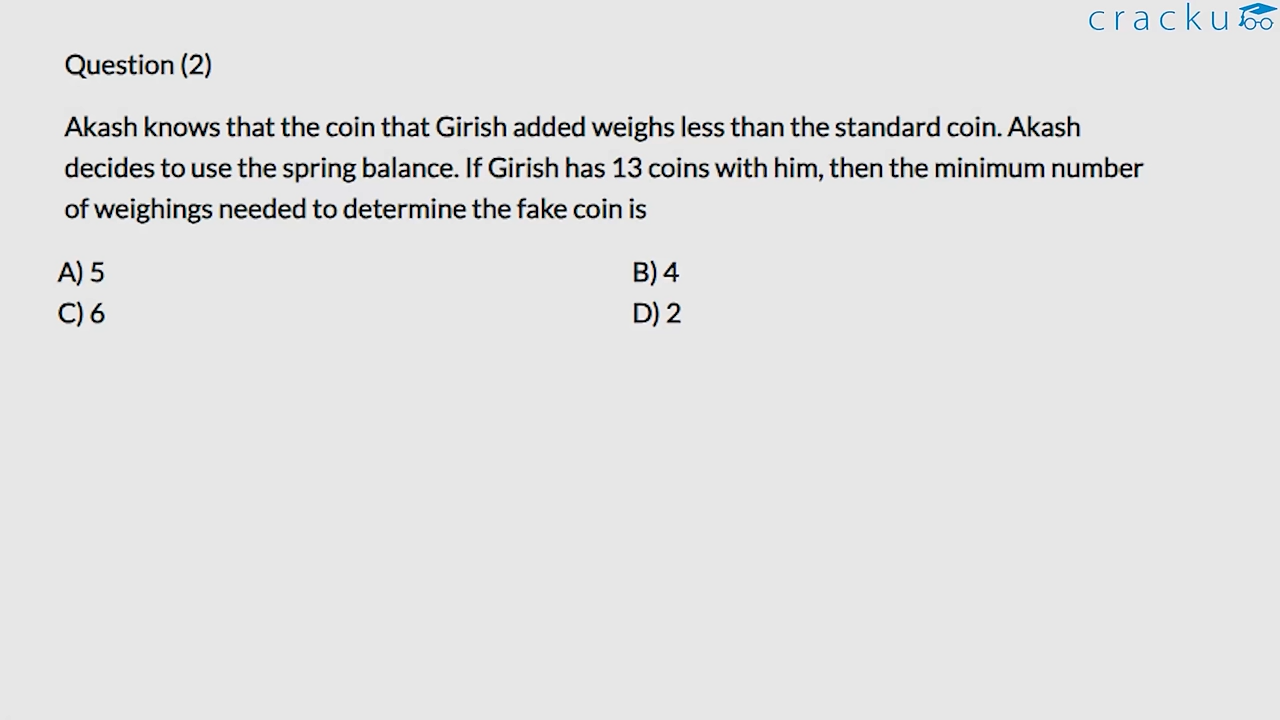 cracku
Question (2)
Akash knows that the coin that Girish added weighs less than the standard coin. Akash
decides to use the spring balance. If Girish has 13 coins with him, then the minimum number
of weighings needed to determine the fake coin is
A) 5 B) 4
C) 6 D) 2